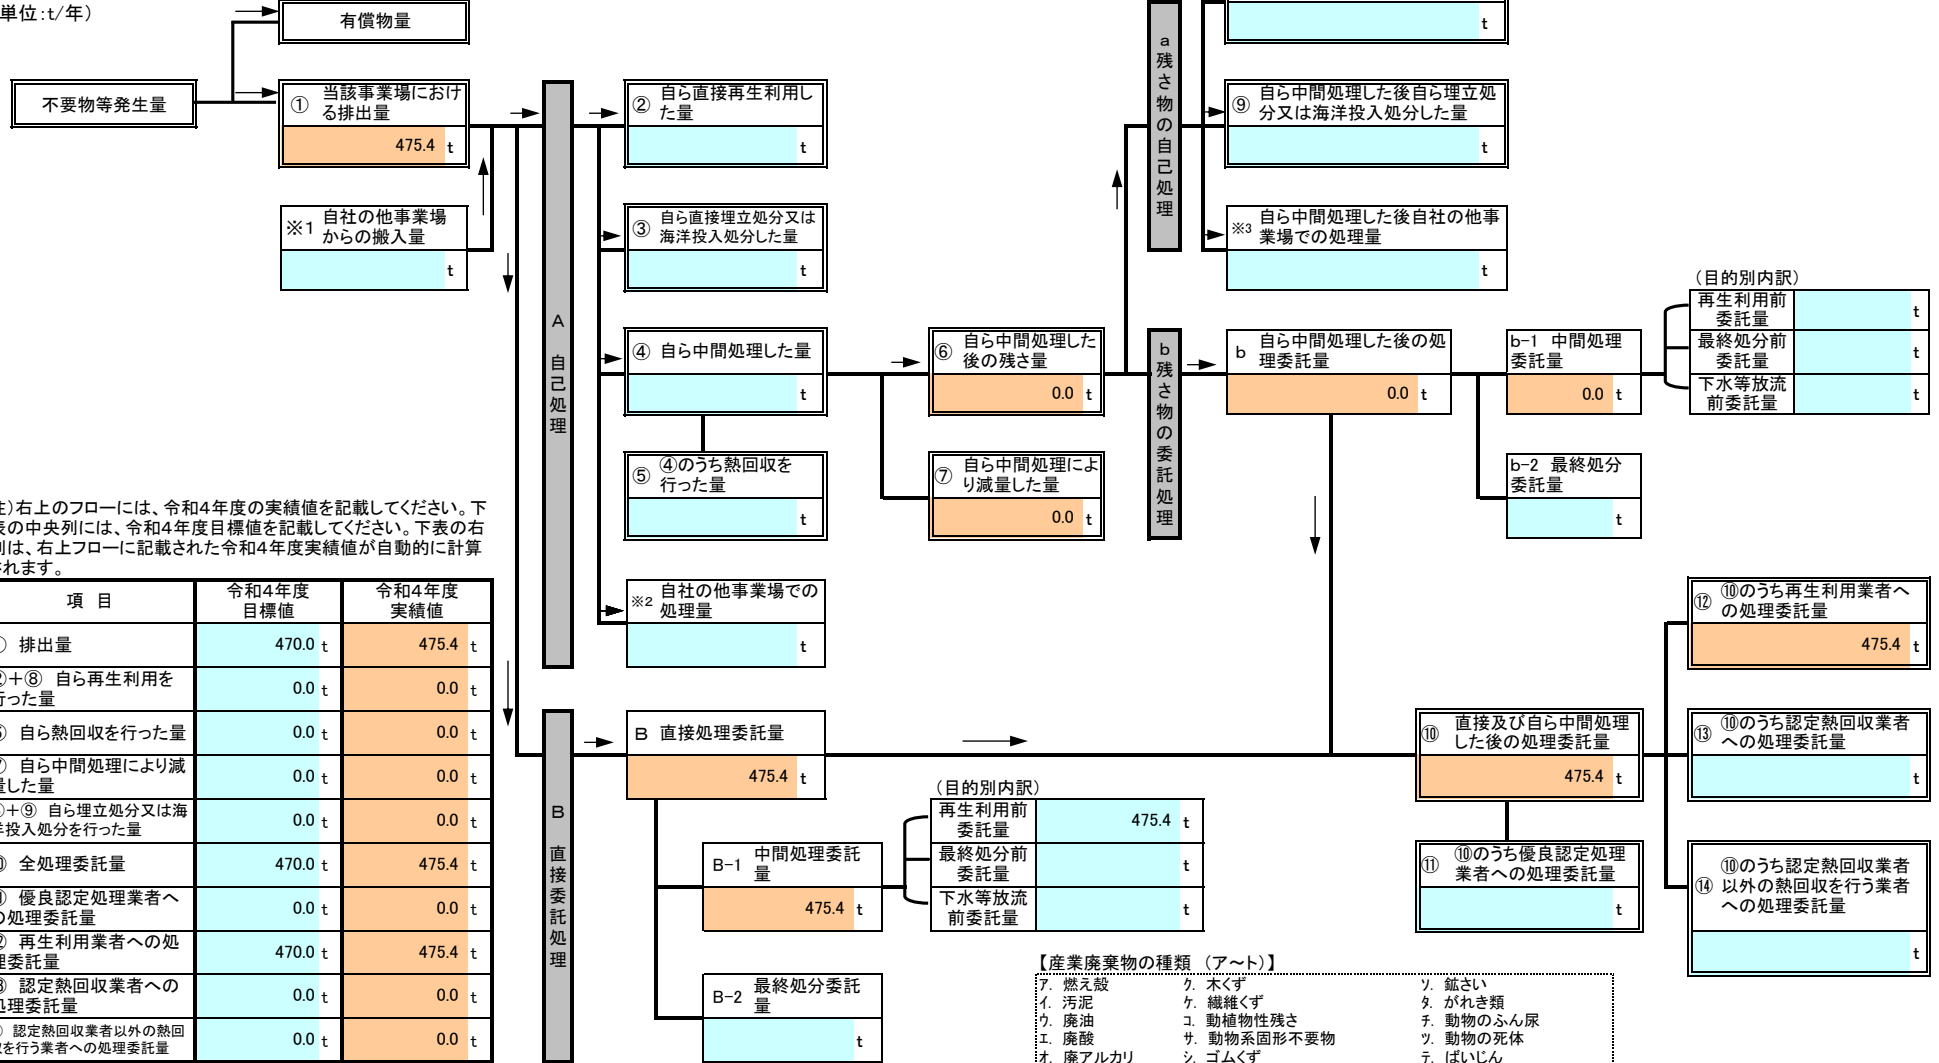 単位:t/年）
有償物量
不要物等発生量
① 当該事業場におけ
る排出量
475.4 t
※1 自社の他事業場
からの搬入量
t
A 自己処理
② 自ら直接再生利用し
た量
t
③ 自ら直接埋立処分又は
海洋投入処分した量
t
④ 自ら中間処理した量
t
⑤ ④のうち熱回収を
行った量
t
※2 自社の他事業場での
処理量
t
⑥ 自ら中間処理した
後の残さ量
0.0 t
⑦ 自ら中間処理によ
り減量した量
0.0 t
a 残さ物の自己処理
t
⑨ 自ら中間処理した後自ら埋立処
分又は海洋投入処分した量
t
※3 自ら中間処理した後自社の他事
業場での処理量
t
b 残さ物の委託処理
b 自ら中間処理した後の処
理委託量
0.0 t
b-1 中間処理
委託量
0.0 t
b-2 最終処分
委託量
t
（目的別内訳）
再生利用前
委託量
t
最終処分前
委託量
t
下水等放流
前委託量
t
注）右上のフローには、令和4年度の実績値を記載してください。下
表の中央列には、令和4年度目標値を記載してください。下表の右
列は、右上フローに記載された令和4年度実績値が自動的に計算
されます。
項 目 令和4年度
目標値 令和4年度
実績値
排出量 470.0 t 475.4 t
②+⑧ 自ら再生利用を
行った量 0.0 t 0.0 t
自ら熱回収を行った量 0.0 t 0.0 t
自ら中間処理により減
量した量 0.0 t 0.0 t
+⑨ 自ら埋立処分又は海
洋投入処分を行った量 0.0 t 0.0 t
全処理委託量 470.0 t 475.4 t
優良認定処理業者へ
の処理委託量 0.0 t 0.0 t
再生利用業者への処
理委託量 470.0 t 475.4 t
認定熱回収業者への
処理委託量 0.0 t 0.0 t
認定熱回収業者以外の熱回
収を行う業者への処理委託量 0.0 t 0.0 t
B 直接委託処理
B 直接処理委託量
475.4 t
B-1 中間処理委託
量
475.4 t
B-2 最終処分委託
量
t
（目的別内訳）
再生利用前
委託量
475.4 t
最終処分前
委託量
t
下水等放流
前委託量
t
⑩ 直接及び自ら中間処理
した後の処理委託量
475.4 t
⑪ ⑩のうち優良認定処理
業者への処理委託量
t
⑫ ⑩のうち再生利用業者へ
の処理委託量
475.4 t
⑬ ⑩のうち認定熱回収業者
への処理委託量
t
⑭ ⑩のうち認定熱回収業者
以外の熱回収を行う業者
への処理委託量
t
【産業廃棄物の種類 （ア～ト）】
ア. 燃え殻 ク. 木くず ソ. 鉱さい
イ. 汚泥 ケ. 繊維くず タ. がれき類
ウ. 廃油 コ. 動植物性残さ チ. 動物のふん尿
エ. 廃酸 サ. 動物系固形不要物 ツ. 動物の死体
オ. 廃アルカリ シ. ゴムくず テ. ばいじん